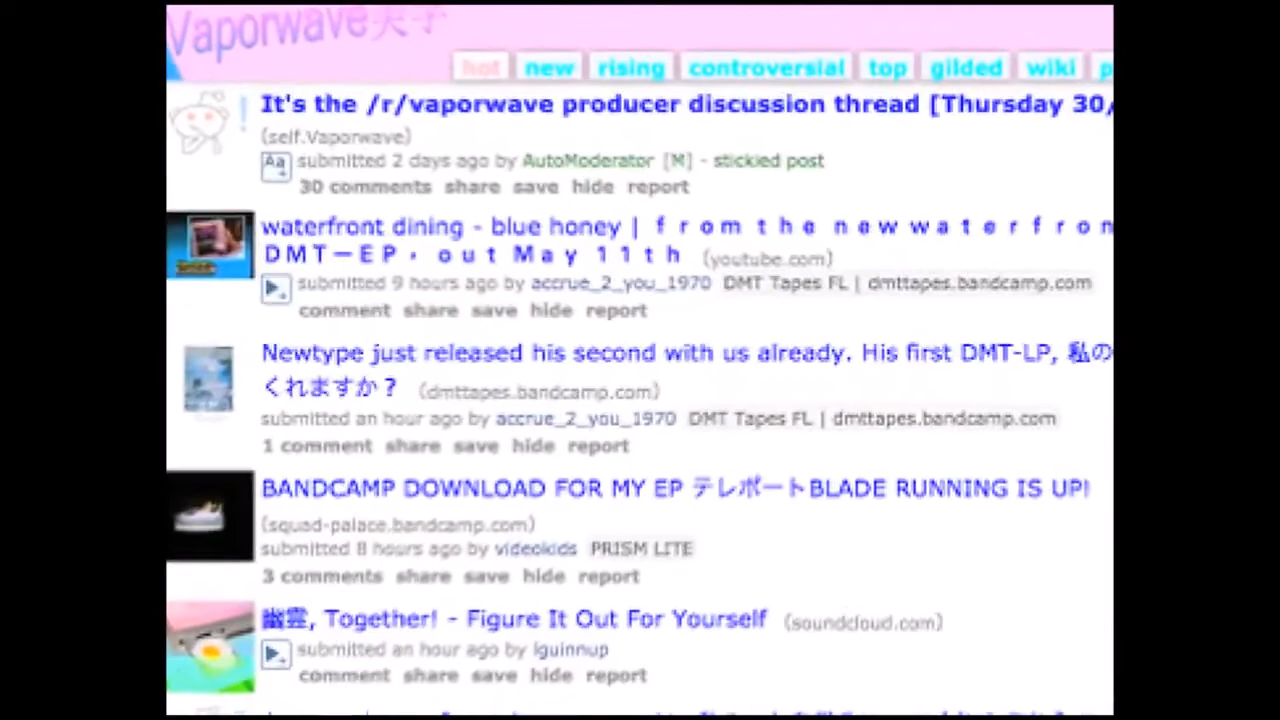 Vaporwave
hot new rising controversial top gilded wiki p
It's the /r/vaporwave producer discussion thread [Thursday 30/
(self.Vaporwave)
Aa submitted 2 days ago by AutoModerator [M] - stickied post
30 comments share save hide report
waterfront dining - blue honey | f r o m t h e n e w w a t e r f r o n
D M T － E P ・ o u t M a y 1 1 t h (youtube.com)
submitted 9 hours ago by accrue_2_you_1970 DMT Tapes FL | dmttapes.bandcamp.com
comment share save hide report
Newtype just released his second with us already. His first DMT-LP, 私の
くれますか？ (dmttapes.bandcamp.com)
submitted an hour ago by accrue_2_you_1970 DMT Tapes FL | dmttapes.bandcamp.com
1 comment share save hide report
BANDCAMP DOWNLOAD FOR MY EP テレポートBLADE RUNNING IS UP!
(squad-palace.bandcamp.com)
submitted 8 hours ago by videokids PRISM LITE
3 comments share save hide report
幽霊, Together! - Figure It Out For Yourself (soundcloud.com)
submitted an hour ago by iguinnup
comment share save hide report